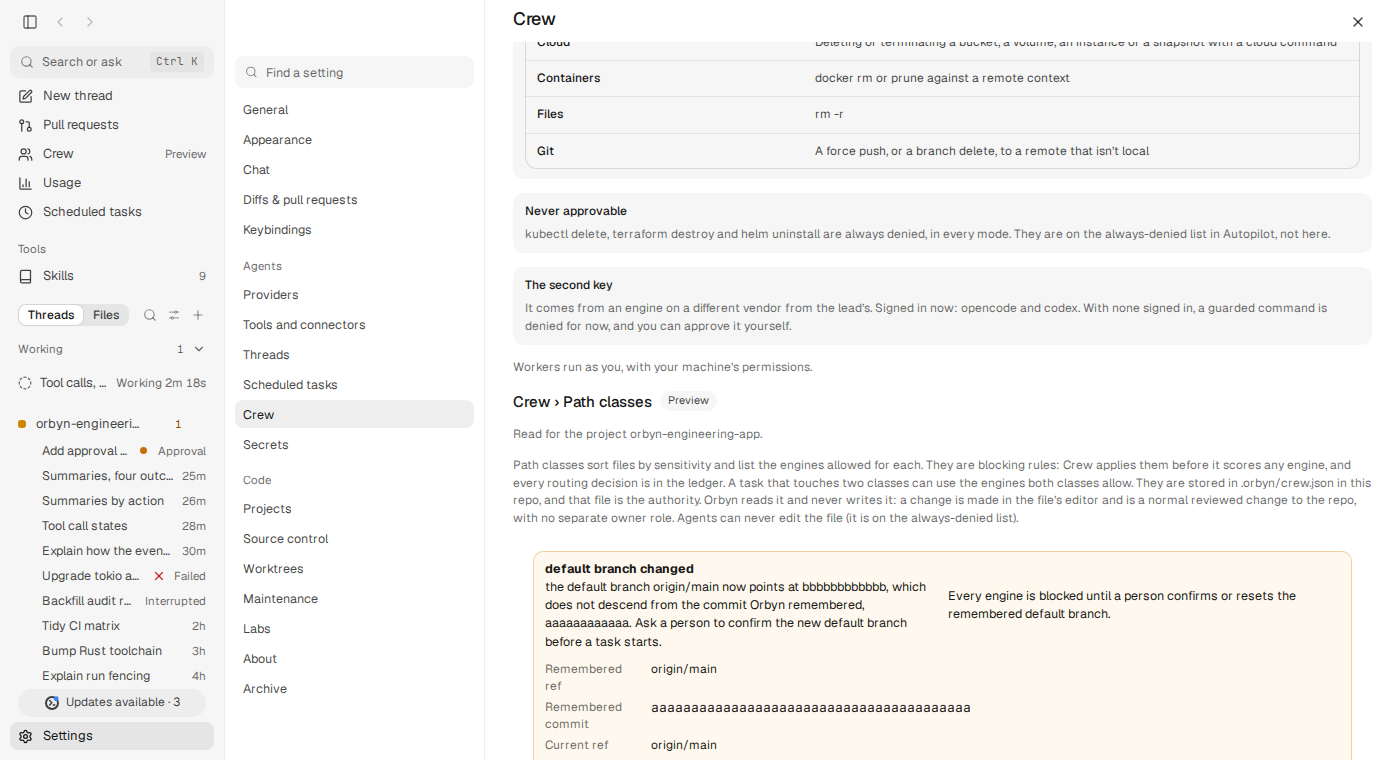 Search or ask
Ctrl K
New thread
Pull requests
Crew
Preview
Usage
Scheduled tasks
Tools
Skills
9
Threads
Files
Working
1
Tool calls, ...
Working 2m 18s
orbyn-engineeri...
1
Add approval ...
Approval
Summaries, four outc...
25m
Summaries by action
26m
Tool call states
28m
Explain how the even...
30m
Upgrade tokio a...
Failed
Backfill audit r...
Interrupted
Tidy CI matrix
2h
Bump Rust toolchain
3h
Explain run fencing
4h
Updates available · 3
Settings
Find a setting
General
Appearance
Chat
Diffs & pull requests
Keybindings
Agents
Providers
Tools and connectors
Threads
Scheduled tasks
Crew
Secrets
Code
Projects
Source control
Worktrees
Maintenance
Labs
About
Archive
Crew
Cloud
Deleting or terminating a bucket, a volume, an instance or a snapshot with a cloud command
Containers
docker rm or prune against a remote context
Files
rm -r
Git
A force push, or a branch delete, to a remote that isn't local
Never approvable
kubectl delete, terraform destroy and helm uninstall are always denied, in every mode. They are on the always-denied list in Autopilot, not here.
The second key
It comes from an engine on a different vendor from the lead's. Signed in now: opencode and codex. With none signed in, a guarded command is
denied for now, and you can approve it yourself.
Workers run as you, with your machine's permissions.
Crew › Path classes
Preview
Read for the project orbyn-engineering-app.
Path classes sort files by sensitivity and list the engines allowed for each. They are blocking rules: Crew applies them before it scores any engine, and
every routing decision is in the ledger. A task that touches two classes can use the engines both classes allow. They are stored in .orbyn/crew.json in this
repo, and that file is the authority. Orbyn reads it and never writes it: a change is made in the file's editor and is a normal reviewed change to the repo,
with no separate owner role. Agents can never edit the file (it is on the always-denied list).
default branch changed
the default branch origin/main now points at bbbbbbbbbbbb, which
does not descend from the commit Orbyn remembered,
aaaaaaaaaaaa. Ask a person to confirm the new default branch
before a task starts.
Every engine is blocked until a person confirms or resets the
remembered default branch.
Remembered
ref
origin/main
Remembered
commit
aaaaaaaaaaaaaaaaaaaaaaaaaaaaaaaaaaaaaaaa
Current ref
origin/main